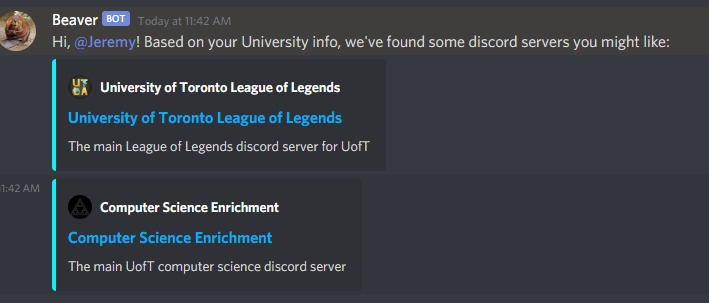 Beaver BOT Today at 11:42 AM
Hi, @Jeremy! Based on your University info, we've found some discord servers you might like:
UT
GA
University of Toronto League of Legends
University of Toronto League of Legends
The main League of Legends discord server for UofT
11:42 AM
Computer Science Enrichment
Computer Science Enrichment
The main UofT computer science discord server